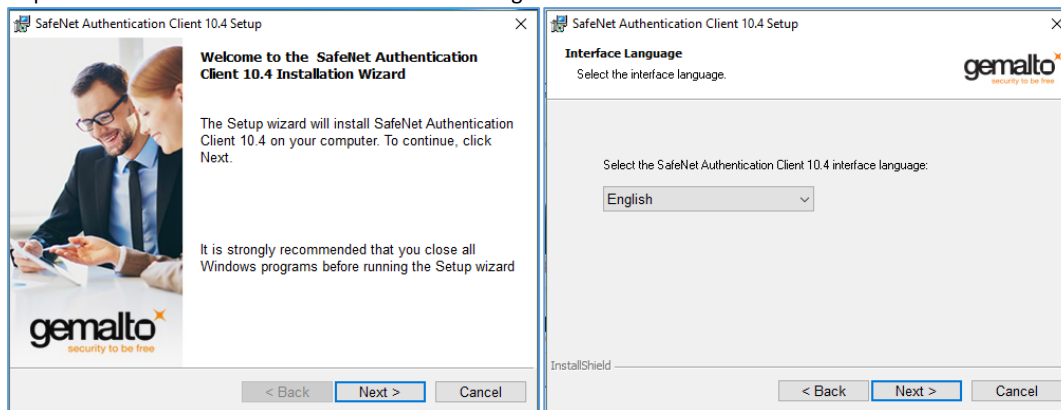 SafeNet Authentication Client 10.4 Setup
Welcome to the SafeNet Authentication
Client 10.4 Installation Wizard
The Setup wizard will install SafeNet Authentication
Client 10.4 on your computer. To continue, click
Next.
It is strongly recommended that you close all
Windows programs before running the Setup wizard
gemalto
security to be free
< Back
Next >
Cancel
SafeNet Authentication Client 10.4 Setup
Interface Language
Select the interface language.
gemalto
security to be free
Select the SafeNet Authentication Client 10.4 interface language:
English
InstallShield
< Back
Next >
Cancel